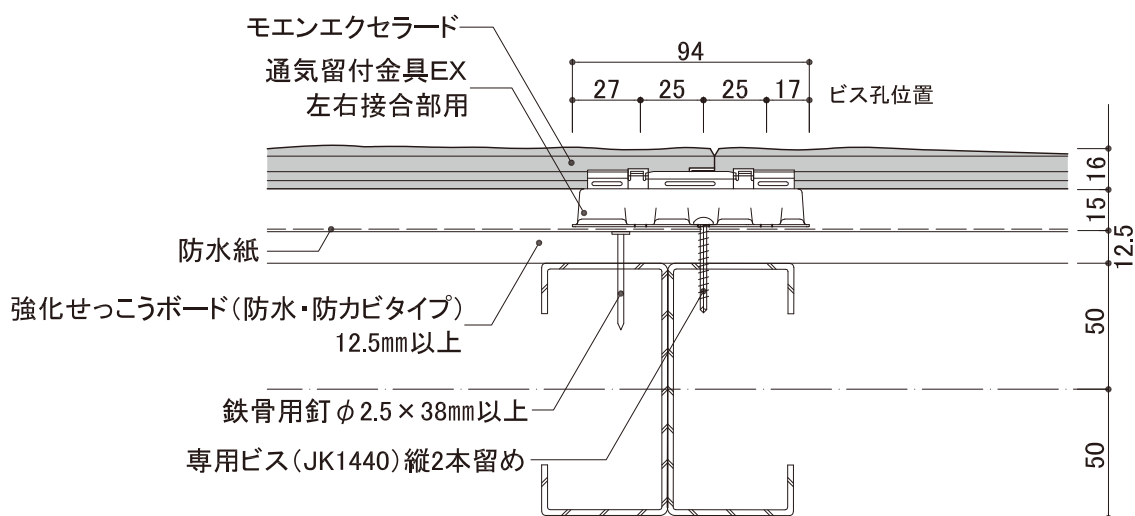 モエンエクセラード
通気留付金具EX
左右接合部用
94
27 25 25 17
ビス孔位置
16
15
12.5
50
50
防水紙
強化せっこうボード（防水・防カビタイプ）
12.5㎜以上
鉄骨用釘φ2.5×38㎜以上
専用ビス（JK1440）縦2本留め